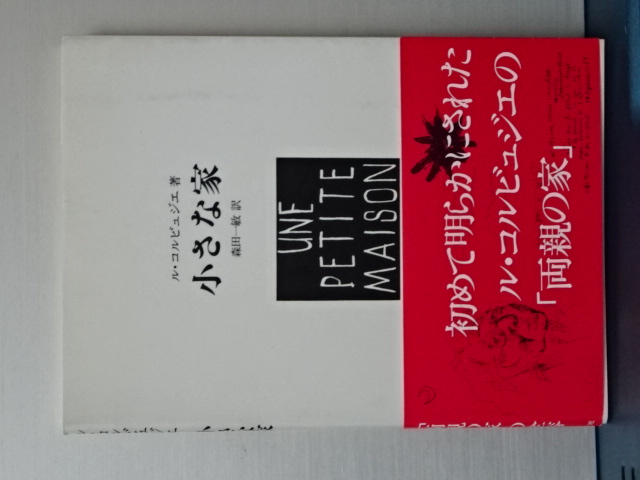 ル・コルビュジエ 著
小さな家
森田一敏 訳
UNE
PETITE
MAISON
初めて明らかにされた
ル・コルビュジエの
「両親の家」